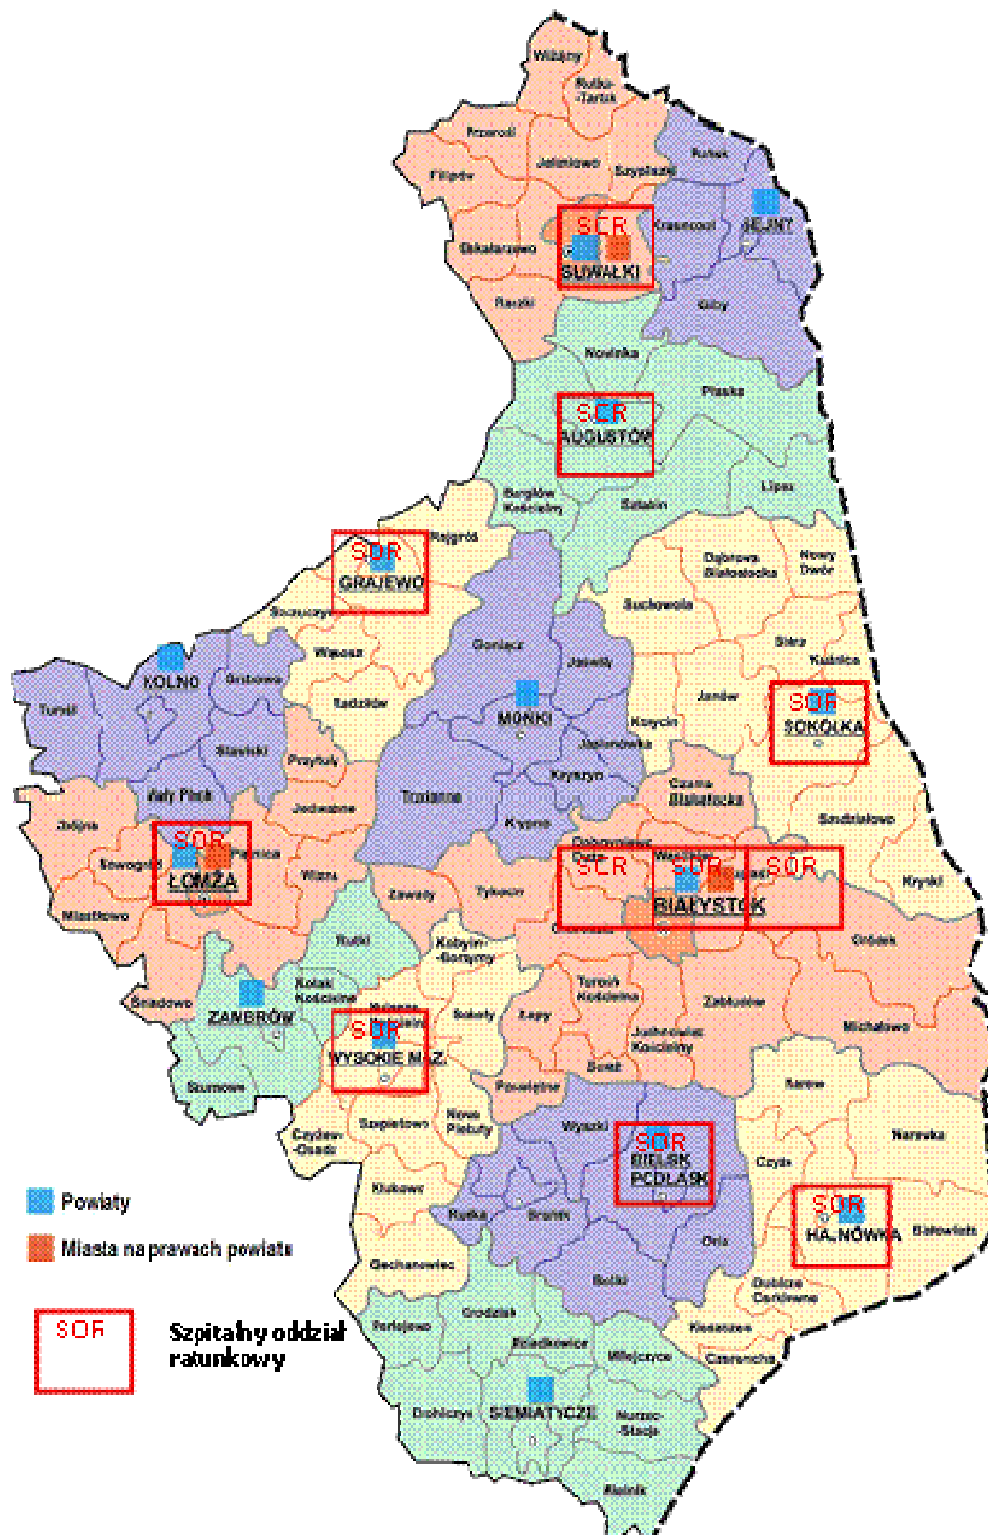 Wiżajny
Rutka
-Tartak
Przerośl
Jeleniewo
Szypliszki
Puńsk
Filipów
SOR
Krasnopol
SEJNY
Bakałarzewo
SUWAŁKI
Raczki
Giby
Nowinka
Płaska
SOR
AUGUSTÓW
Lipsk
Bargłów
Kościelny
Sztabin
Rajgród
SOR
GRAJEWO
Dąbrowa
Białostocka
Nowy
Dwór
Suchowola
Szczuczyn
Sidra
Goniądz
Wąsosz
Jaświły
Kuźnica
KOLNO
Grabowo
Radziłów
Janów
SOR
Turośl
MOŃKI
Korycin
SOKÓŁKA
Stawiski
Jasionówka
Przytuły
Knyszyn
Czarna
Białostocka
Mały Płock
Trzcianne
Jedwabne
Szudziałowo
Zbójna
Krypno
SOR
Dobrzyniewo
Duże
Wasilków
Nowogród
Piątnica
SOR
SOR
SOR
ŁOMŻA
Wizna
Zawady
Tykocin
Krynki
Miastkowo
BIAŁYSTOK
Rutki
Kobylin
-Borzymy
Gródek
Śniadowo
Kołaki
Kościelne
Turośń
Kościelna
Zabłudów
ZAMBRÓW
Sokoły
Łapy
SOR
Juchnowiec
Kościelny
Michałowo
WYSOKIE MAZ.
Suraż
Szumowo
Poświętne
Narew
Nowe
Piekuty
Szepietowo
Wyszki
Narewka
Czyżew
-Osada
SOR
BIELSK
PODLASKI
Czyże
Klukowo
SOR
Rudka
Brańsk
HAJNÓWKA
Białowieża
Orla
Ciechanowiec
Boćki
Dubicze
Cerkiewne
Powiaty
Miasta na prawach powiatu
Grodzisk
Perlejewo
Kleszczele
SOR
Szpitalny oddział
ratunkowy
Dziadkowice
Milejczyce
Czeremcha
Drohiczyn
SIEMIATYCZE
Nurzec
-Stacja
Mielnik